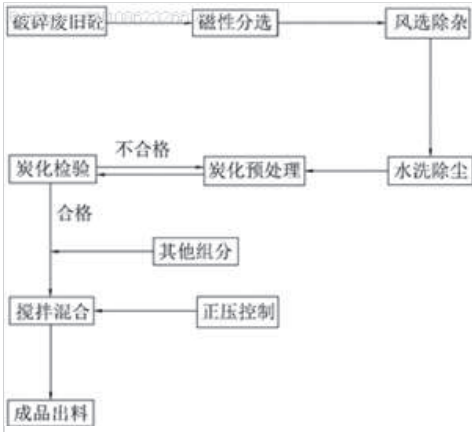 破碎废旧砼
磁性分选
风选除杂
不合格
炭化检验
炭化预处理
水洗除尘
合格
其他组分
搅拌混合
正压控制
成品出料